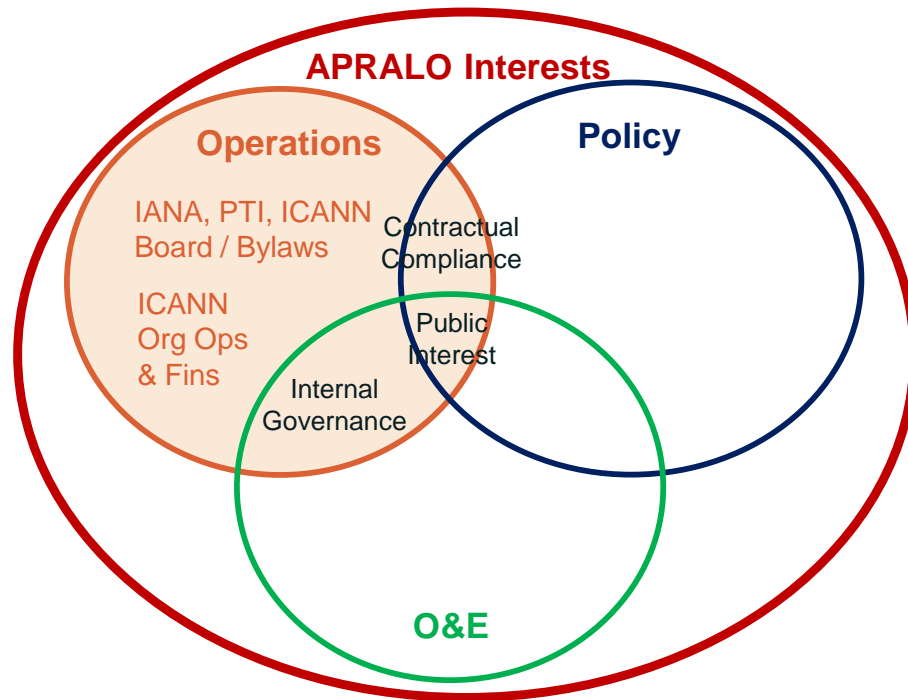 APRALO Interests
Operations
Policy
IANA, PTI, ICANN
Board / Bylaws
Contractual
Compliance
ICANN
Org Ops
& Fins
Public
Interest
Internal
Governance
O&E